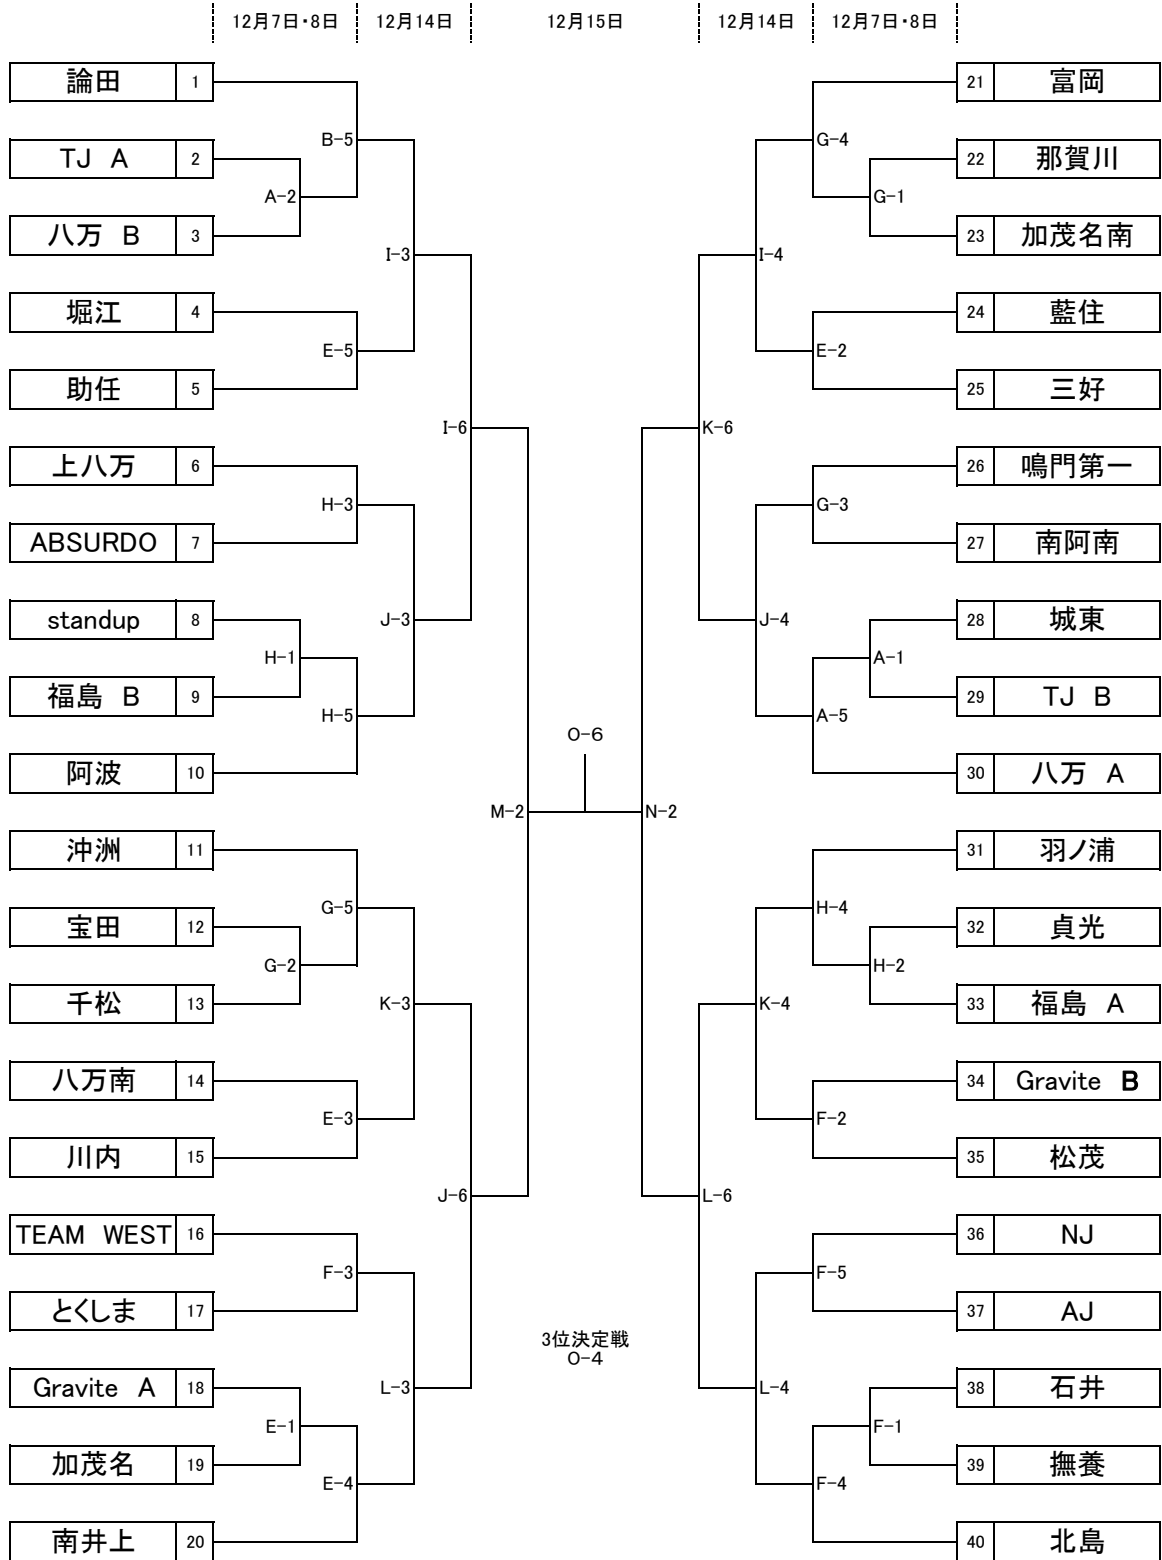 12月7日・8日 12月14日 12月15日 12月14日 12月7日・8日
論田 1 21 富岡
B-5 G-4
TJ A 2 22 那賀川
A-2 G-1
八万 B 3 23 加茂名南
I-3 I-4
堀江 4 24 藍住
E-5 E-2
助任 5 25 三好
I-6 K-6
上八万 6 26 鳴門第一
H-3 G-3
ABSURDO 7 27 南阿南
standup 8 J-3 J-4 28 城東
H-1 A-1
福島 B 9 29 TJ B
H-5 A-5
O-6
阿波 10 30 八万 A
M-2 N-2
沖洲 11 31 羽ノ浦
G-5 H-4
宝田 12 32 貞光
G-2 H-2
千松 13 K-3 K-4 33 福島 A
八万南 14 34 Gravite B
E-3 F-2
川内 15 35 松茂
J-6 L-6
TEAM WEST 16 36 NJ
F-3 F-5
とくしま 17 37 AJ
3位決定戦
O-4
Gravite A 18 L-3 L-4 38 石井
E-1 F-1
加茂名 19 39 撫養
E-4 F-4
南井上 20 40 北島